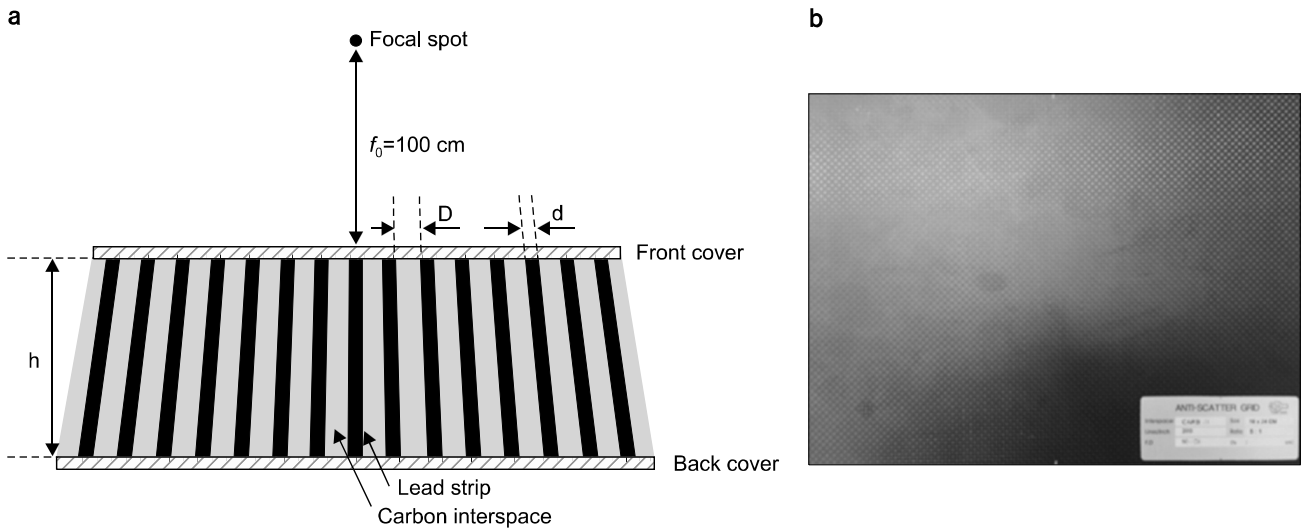 a
Focal spot
f₀=100 cm
D
d
Front cover
h
Back cover
Lead strip
Carbon interspace
b
ANTI-SCATTER GRID